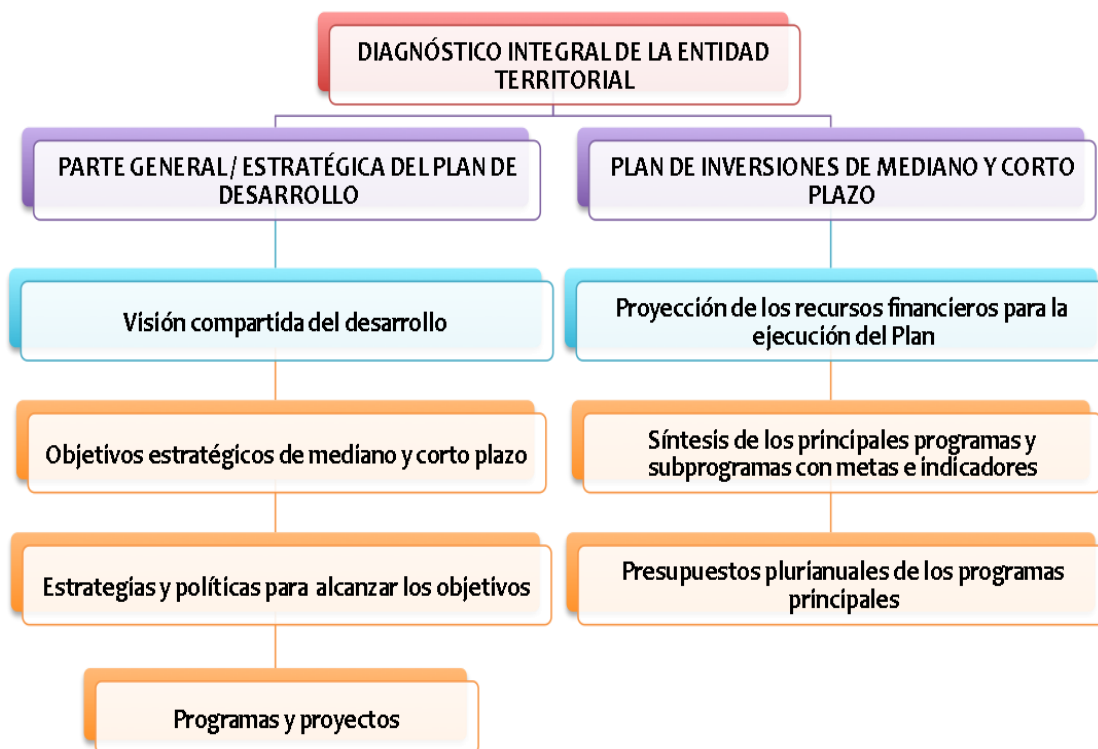 DIAGNÓSTICO INTEGRAL DE LA ENTIDAD
TERRITORIAL
PARTE GENERAL/ ESTRATÉGICA DEL PLAN DE
DESARROLLO
Visión compartida del desarrollo
Objetivos estratégicos de mediano y corto plazo
Estrategias y políticas para alcanzar los objetivos
Programas y proyectos
PLAN DE INVERSIONES DE MEDIANO Y CORTO
PLAZO
Proyección de los recursos financieros para la
ejecución del Plan
Síntesis de los principales programas y
subprogramas con metas e indicadores
Presupuestos plurianuales de los programas
principales